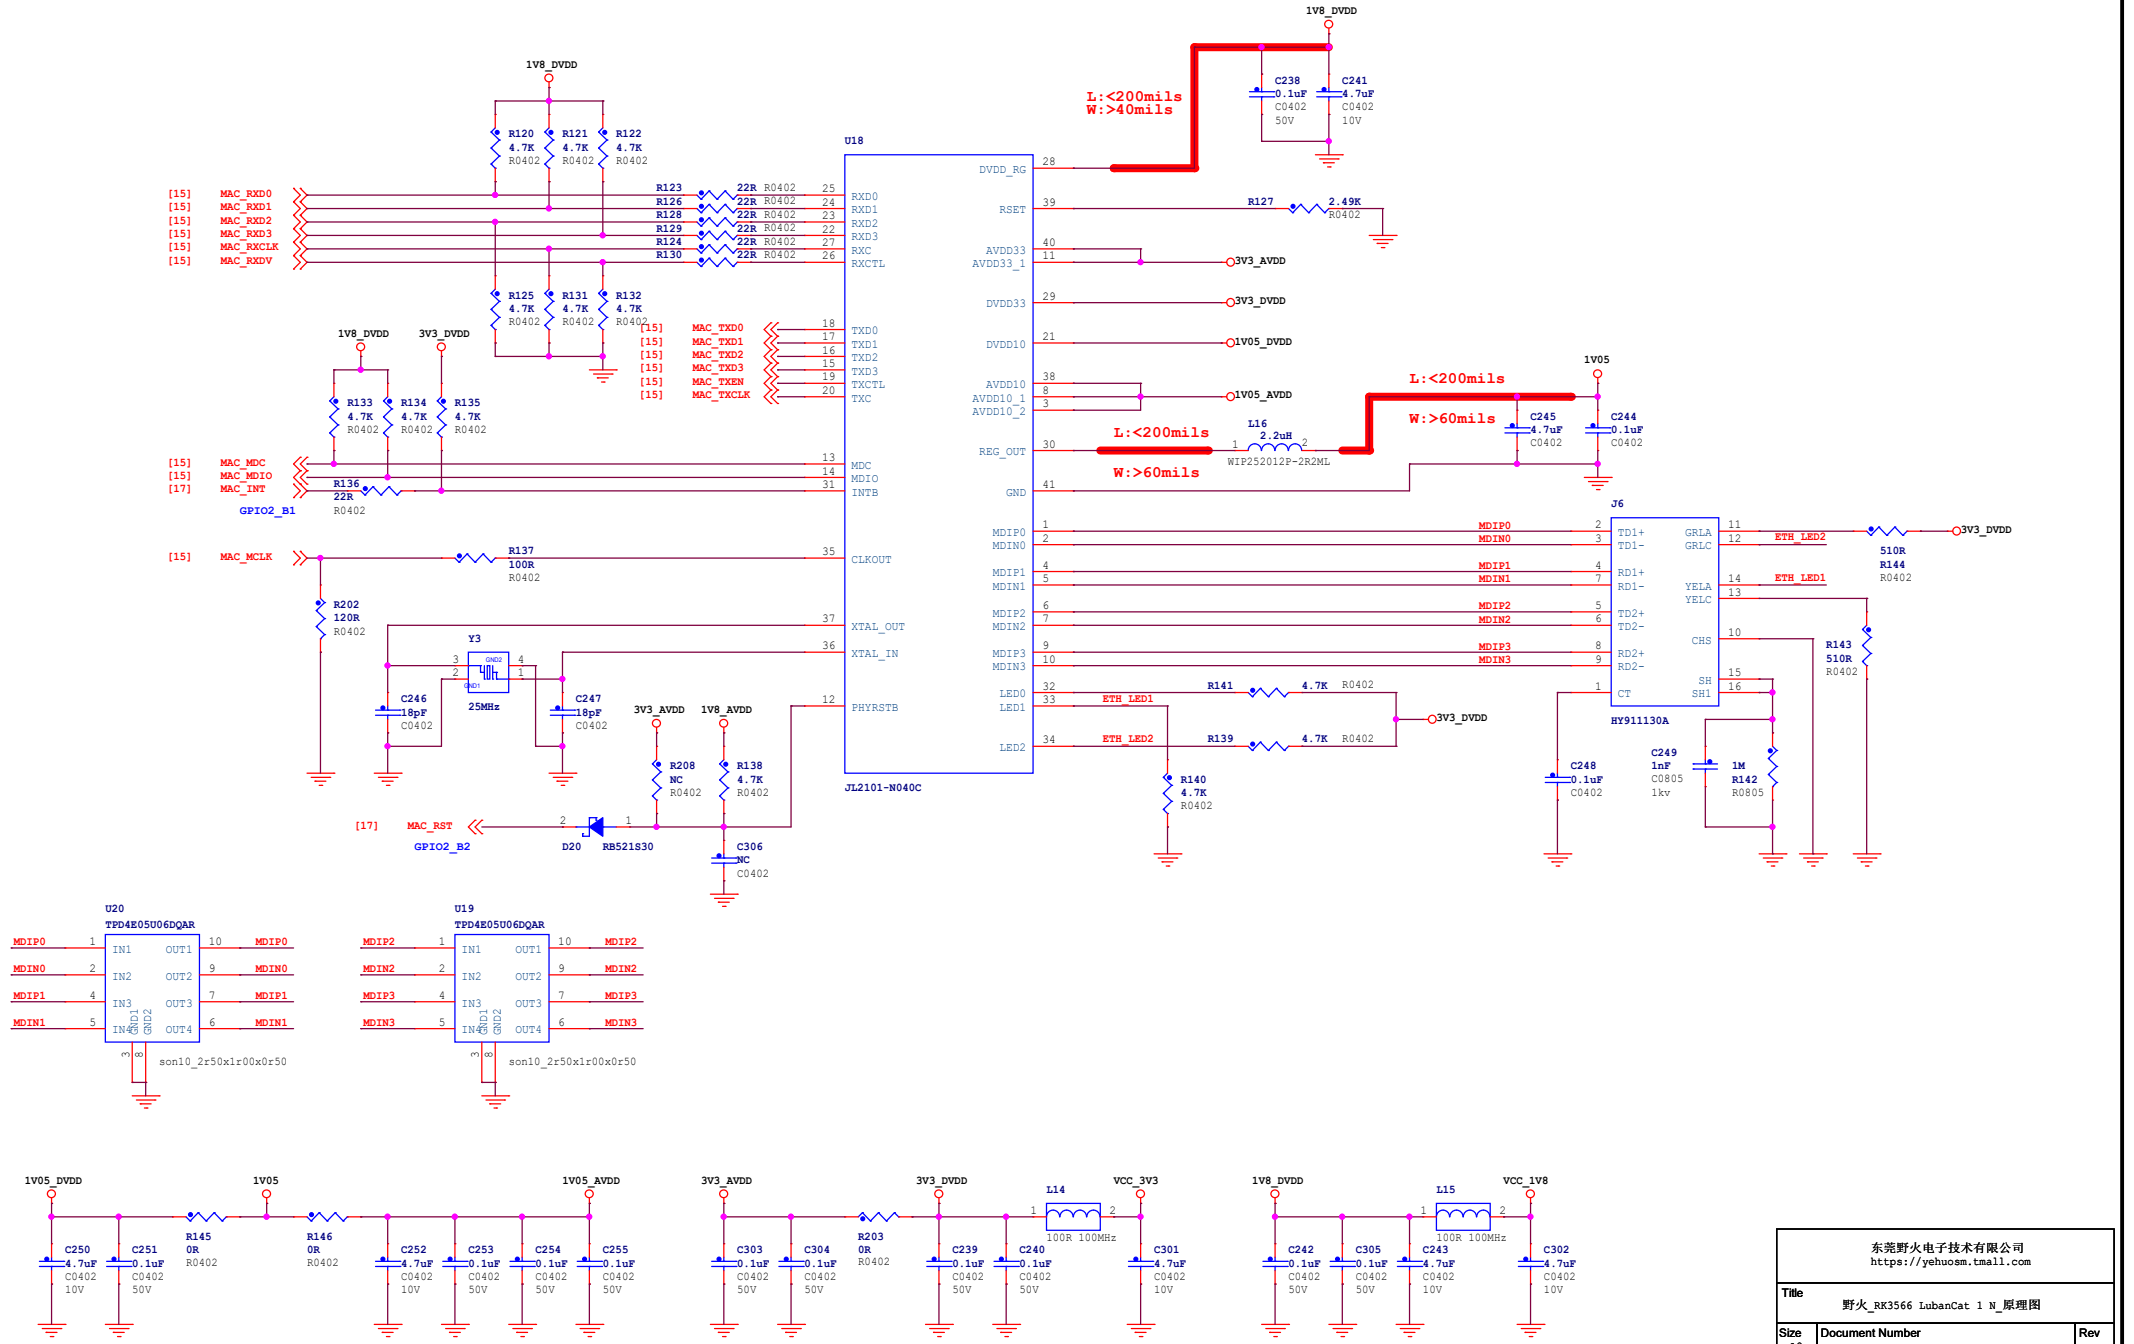 1V8_DVDD
1V8_DVDD
C238
0.1uF
C0402
50V
C241
4.7uF
C0402
10V
L:<200mils
W:>40mils
R120
4.7K
R0402
R121
4.7K
R0402
R122
4.7K
R0402
U18
DVDD_RG 28
[15] MAC_RXD0 R123 22R R0402 25 RXD0
[15] MAC_RXD1 R126 22R R0402 24 RXD1
[15] MAC_RXD2 R128 22R R0402 23 RXD2
[15] MAC_RXD3 R129 22R R0402 22 RXD3
[15] MAC_RXCLK R124 22R R0402 27 RXC
[15] MAC_RXDV R130 22R R0402 26 RXCTL
RSET 39 R127 2.49K
R0402
AVDD33 40
AVDD33_1 11 3V3_AVDD
DVDD33 29 3V3_DVDD
DVDD10 21 1V05_DVDD
AVDD10 38
AVDD10_1 8 1V05_AVDD
AVDD10_2 3
R125
4.7K
R0402
R131
4.7K
R0402
R132
4.7K
R0402
[15] MAC_TXD0 18 TXD0
[15] MAC_TXD1 17 TXD1
[15] MAC_TXD2 16 TXD2
[15] MAC_TXD3 15 TXD3
[15] MAC_TXEN 19 TXCTL
[15] MAC_TXCLK 20 TXC
1V8_DVDD 3V3_DVDD
R133
4.7K
R0402
R134
4.7K
R0402
R135
4.7K
R0402
[15] MAC_MDC 13 MDC
[15] MAC_MDIO 14 MDIO
[17] MAC_INT R136 31 INTB
22R
R0402
GPIO2_B1
1V05
L:<200mils
W:>60mils
C245
4.7uF
C0402
C244
0.1uF
C0402
L:<200mils
W:>60mils
L16
2.2uH
REG_OUT 30 1 2
WIP252012P-2R2ML
GND 41
[15] MAC_MCLK R137 35 CLKOUT
100R
R0402
R202
120R
R0402
37 XTAL_OUT
36 XTAL_IN
Y3
3 GND2 4
2 GND1 1
25MHz
C246
18pF
C0402
C247
18pF
C0402
12 PHYRSTB
3V3_AVDD 1V8_AVDD
R208
NC
R0402
R138
4.7K
R0402
[17] MAC_RST 2 1
GPIO2_B2 D20 RB521S30
C306
NC
C0402
JL2101-N040C
MDIP0 1 MDIP0 2 TD1+
MDIN0 2 MDIN0 3 TD1-
MDIP1 4 MDIP1 4 RD1+
MDIN1 5 MDIN1 7 RD1-
MDIP2 6 MDIP2 5 TD2+
MDIN2 7 MDIN2 6 TD2-
MDIP3 9 MDIP3 8 RD2+
MDIN3 10 MDIN3 9 RD2-
LED0 32 R141 4.7K R0402
LED1 33 ETH_LED1
3V3_DVDD
LED2 34 ETH_LED2 R139 4.7K R0402
R140
4.7K
R0402
J6
GRLA 11
GRLC 12 ETH_LED2
510R
R144
R0402
3V3_DVDD
YELA 14 ETH_LED1
YELC 13
CHS 10
R143
510R
R0402
SH 15
SH1 16
1 CT
HY911130A
C248
0.1uF
C0402
C249
1nF
C0805
1kv
1M
R142
R0805
U20
TPD4E05U06DQAR
MDIP0 1 IN1 OUT1 10 MDIP0
MDIN0 2 IN2 OUT2 9 MDIN0
MDIP1 4 IN3 OUT3 7 MDIP1
MDIN1 5 IN4 OUT4 6 MDIN1
GND1 GND2
3 8
son10_2r50x1r00x0r50
U19
TPD4E05U06DQAR
MDIP2 1 IN1 OUT1 10 MDIP2
MDIN2 2 IN2 OUT2 9 MDIN2
MDIP3 4 IN3 OUT3 7 MDIP3
MDIN3 5 IN4 OUT4 6 MDIN3
GND1 GND2
3 8
son10_2r50x1r00x0r50
1V05_DVDD 1V05 1V05_AVDD
R145
0R
R0402
R146
0R
R0402
C250
4.7uF
C0402
10V
C251
0.1uF
C0402
50V
C252
4.7uF
C0402
10V
C253
0.1uF
C0402
50V
C254
0.1uF
C0402
50V
C255
0.1uF
C0402
50V
3V3_AVDD 3V3_DVDD L14 VCC_3V3
1 2
100R 100MHz
C303
0.1uF
C0402
50V
C304
0.1uF
C0402
50V
R203
0R
R0402
C239
0.1uF
C0402
50V
C240
0.1uF
C0402
50V
C301
4.7uF
C0402
10V
1V8_DVDD L15 VCC_1V8
1 2
100R 100MHz
C242
0.1uF
C0402
50V
C305
0.1uF
C0402
50V
C243
4.7uF
C0402
10V
C302
4.7uF
C0402
10V
东莞野火电子技术有限公司
https://yehuosm.tmall.com
Title
野火_RK3566 LubanCat 1 N_原理图
Size Document Number Rev